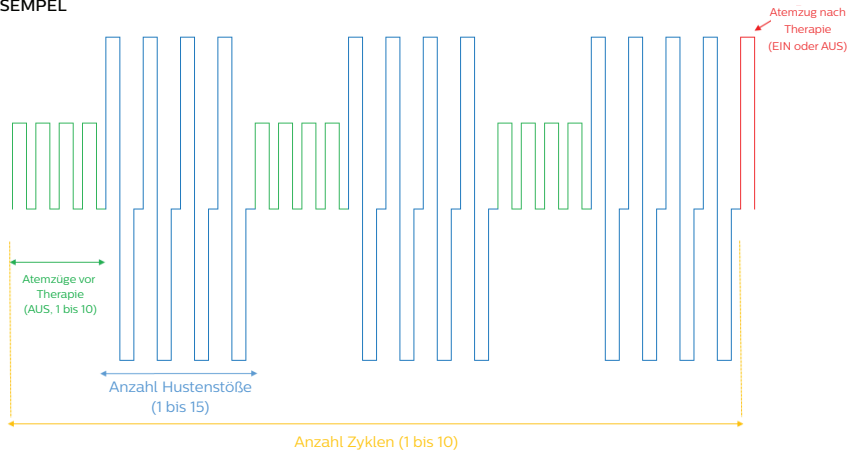 SEMPEL
Atemzug nach
Therapie
(EIN oder AUS)
Atemzüge vor
Therapie
(AUS, 1 bis 10)
Anzahl Hustenstöße
(1 bis 15)
Anzahl Zyklen (1 bis 10)